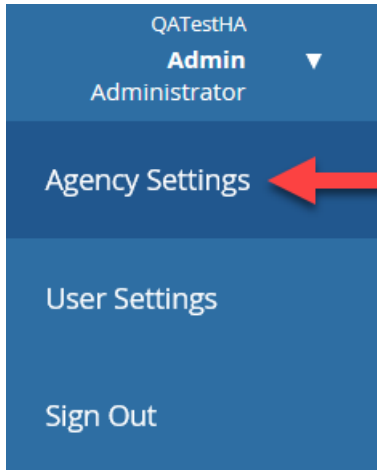 QATestHA
Admin ▼
Administrator
Agency Settings
User Settings
Sign Out